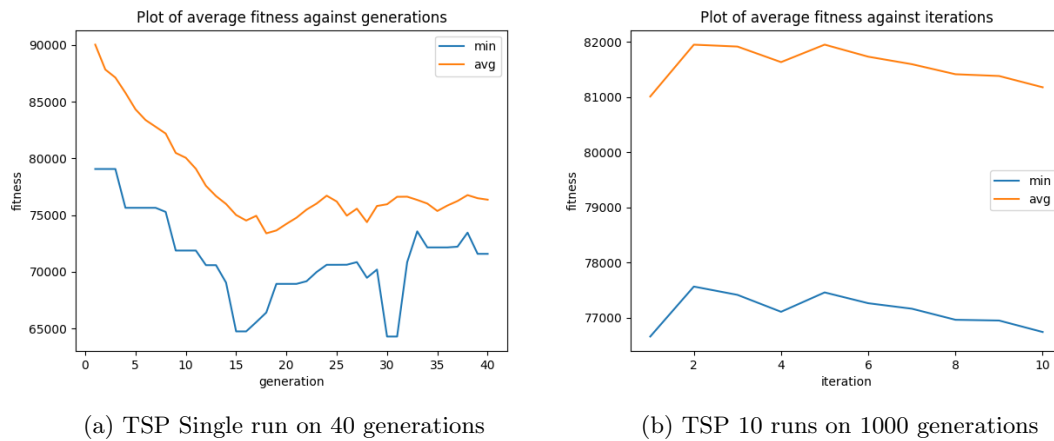 Plot of average fitness against generations
90000
85000
80000
75000
70000
65000
fitness
min
avg
0 5 10 15 20 25 30 35 40
generation
(a) TSP Single run on 40 generations
Plot of average fitness against iterations
82000
81000
80000
79000
78000
77000
fitness
min
avg
2 4 6 8 10
iteration
(b) TSP 10 runs on 1000 generations